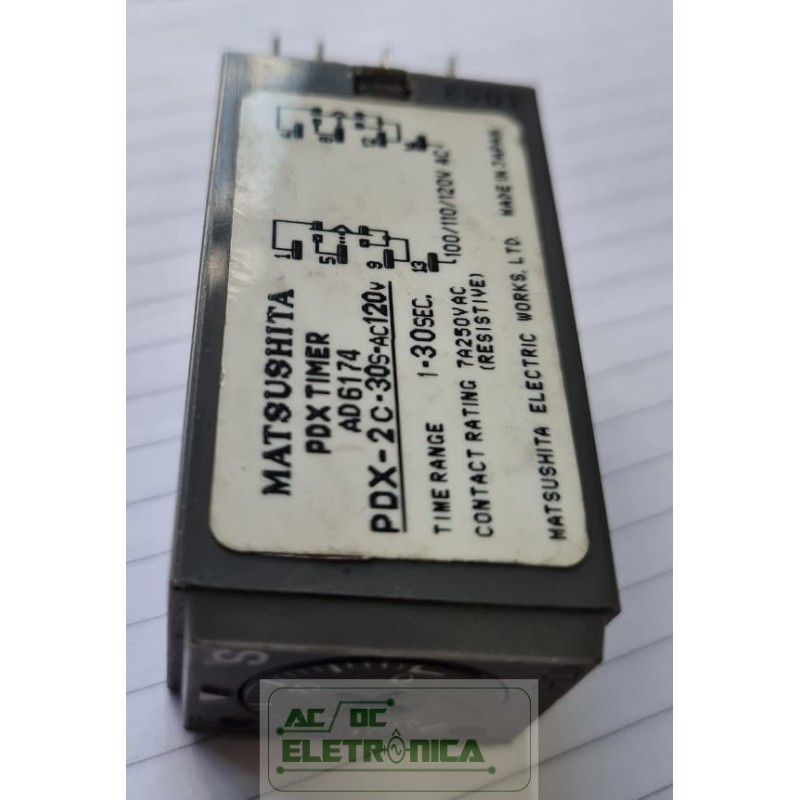 MATSUSHITA
PDX TIMER
AD6174
PDX-2C-30S-AC120V
TIME RANGE 1-30SEC.
CONTACT RATING 7A250VAC
(RESISTIVE)
MATSUSHITA ELECTRIC WORKS, LTD. MADE IN JAPAN
1 5 9 13
100/110/120V AC
S
AC/DC
ELETRÔNICA